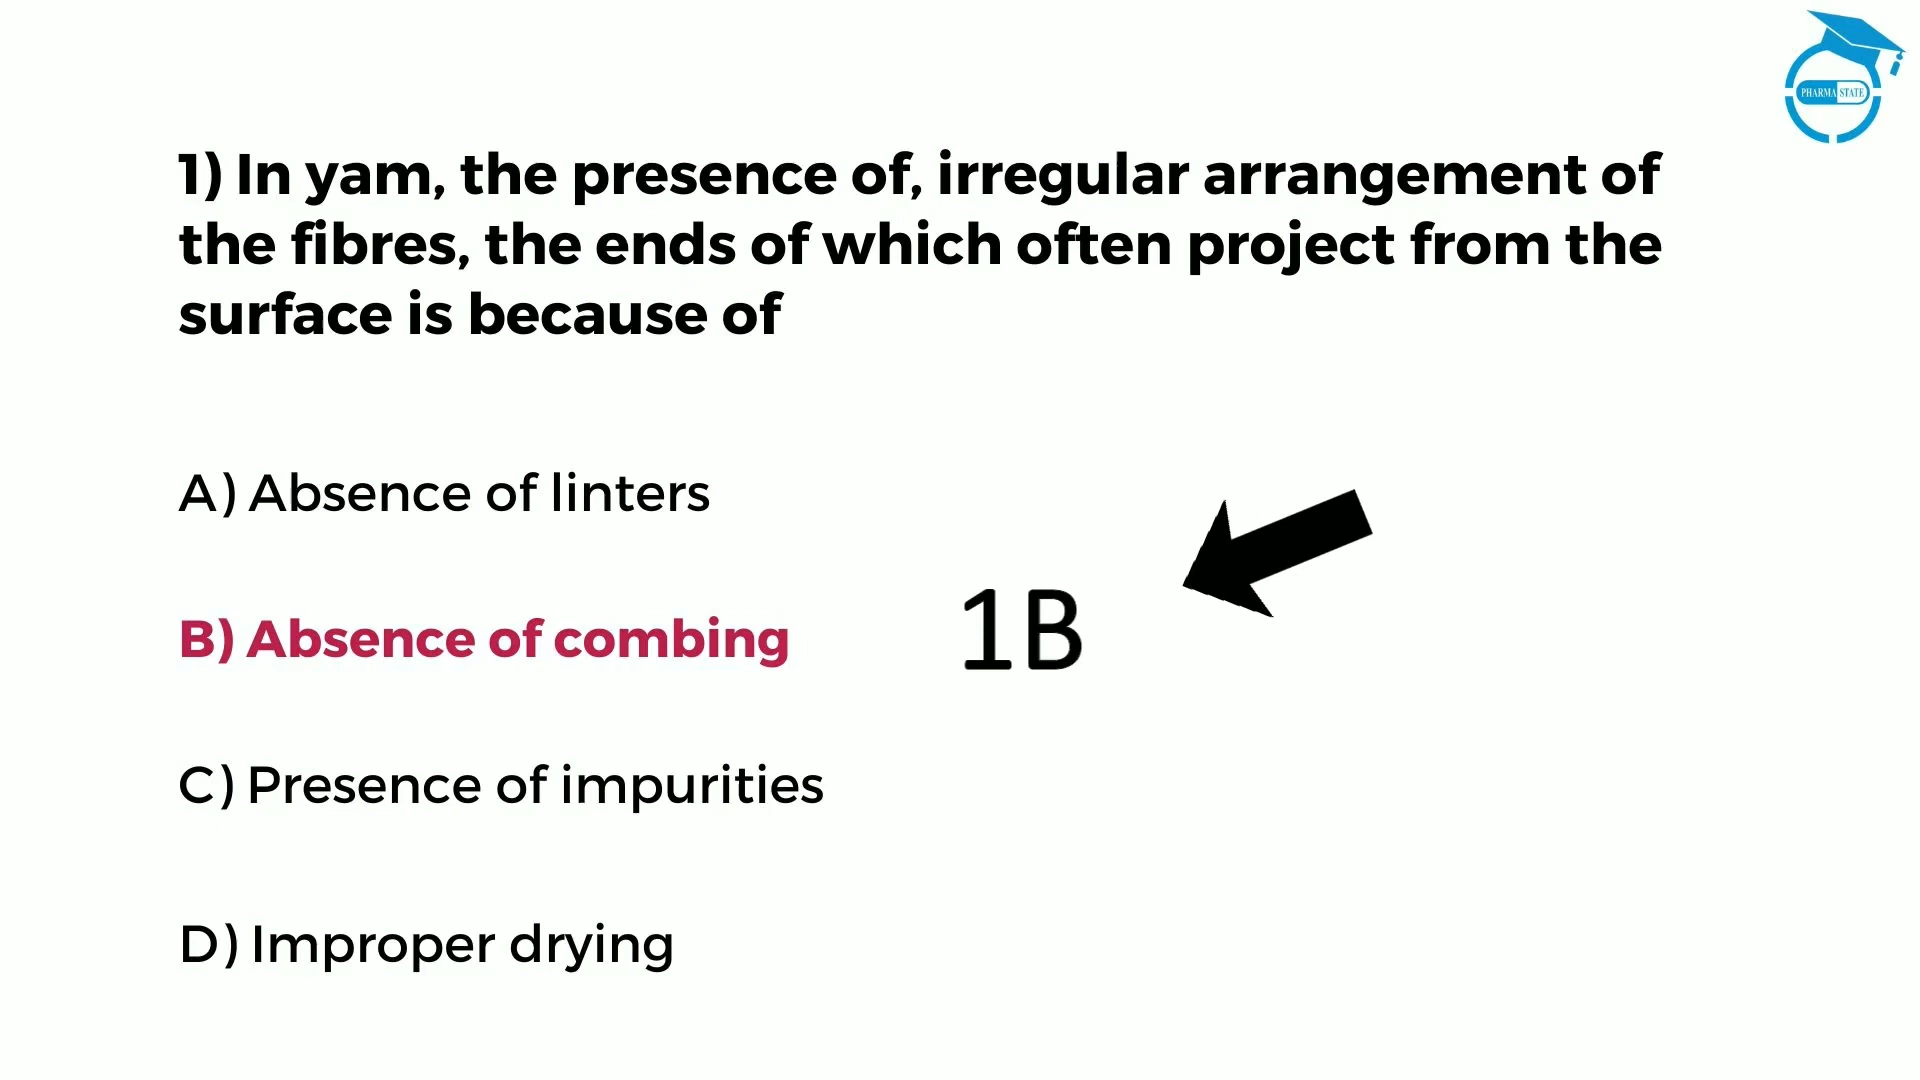 PHARMA STATE
1) In yam, the presence of, irregular arrangement of
the fibres, the ends of which often project from the
surface is because of
A) Absence of linters
B) Absence of combing
1B
C) Presence of impurities
D) Improper drying